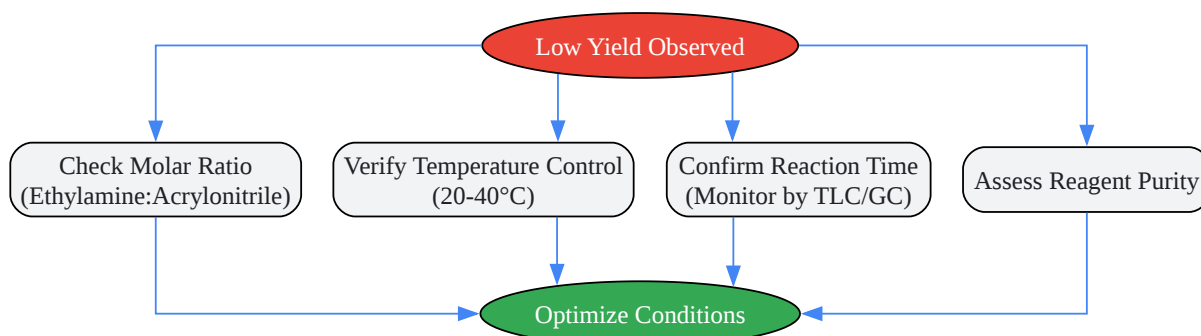 Low Yield Observed
Check Molar Ratio
(Ethylamine:Acrylonitrile)
Verify Temperature Control
(20-40°C)
Confirm Reaction Time
(Monitor by TLC/GC)
Assess Reagent Purity
Optimize Conditions